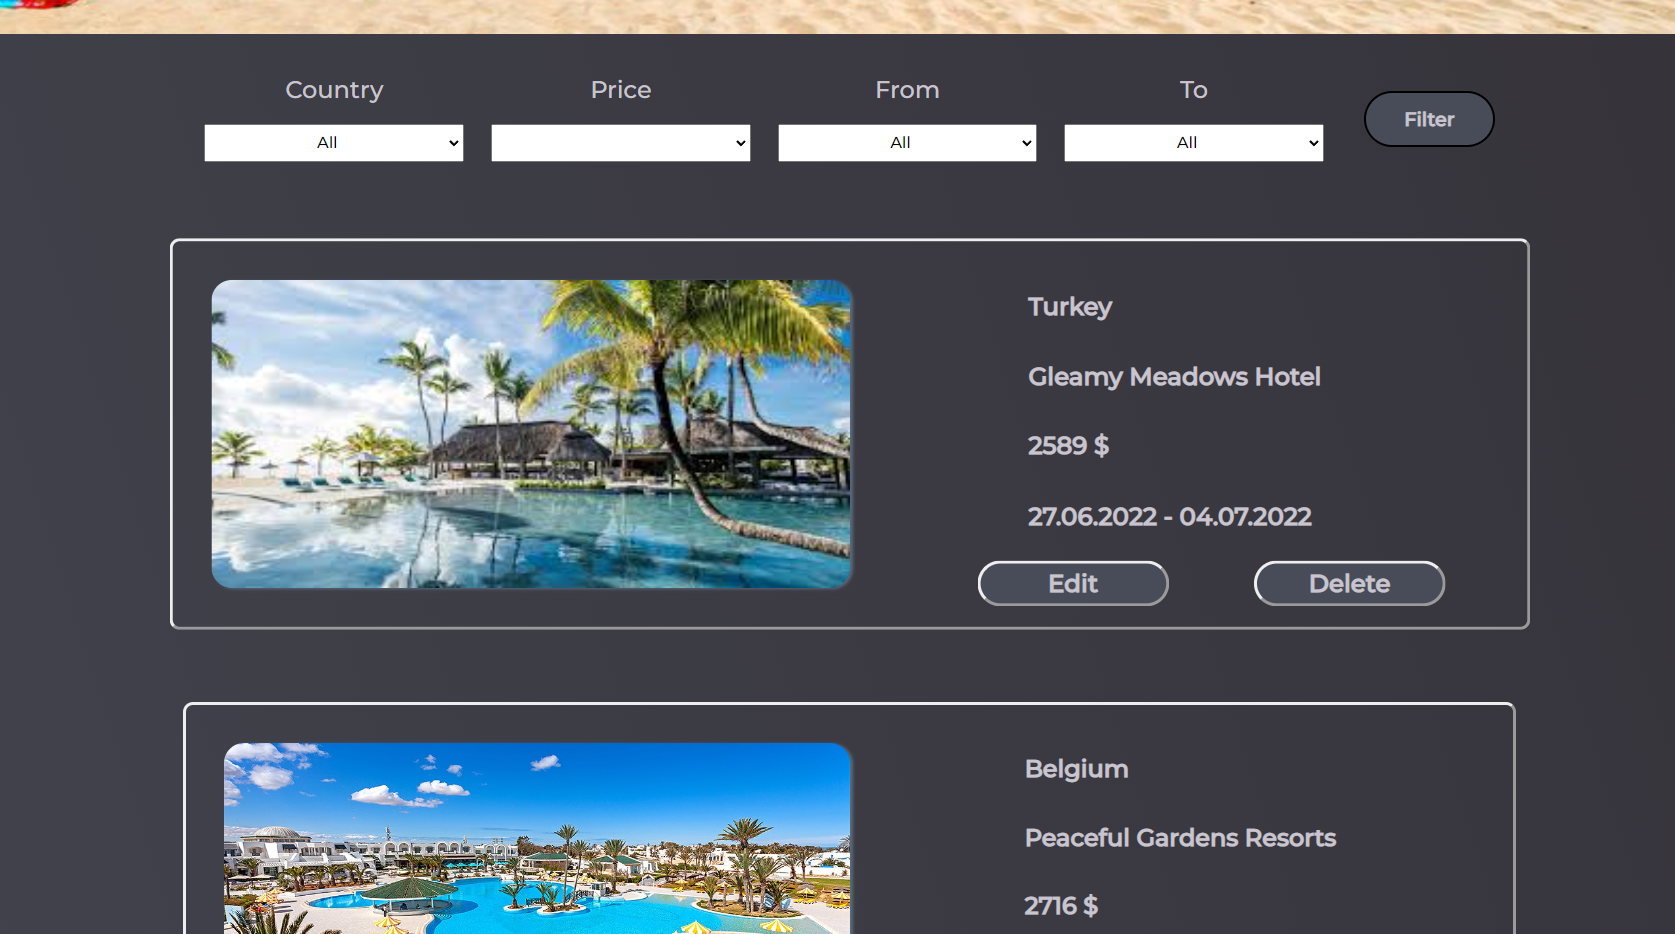 Country Price From To
All All All Filter
Turkey
Gleamy Meadows Hotel
2589 $
27.06.2022 - 04.07.2022
Edit Delete
Belgium
Peaceful Gardens Resorts
2716 $